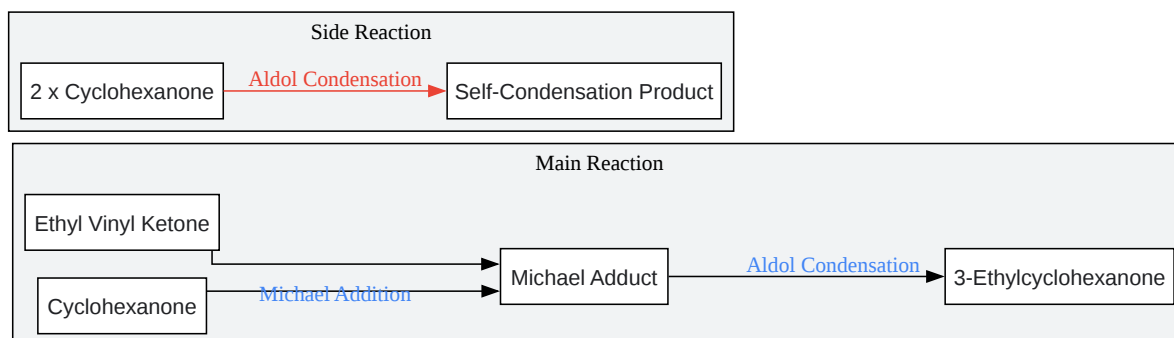 Side Reaction
2 x Cyclohexanone
Aldol Condensation
Self-Condensation Product
Main Reaction
Ethyl Vinyl Ketone
Cyclohexanone
Michael Addition
Michael Adduct
Aldol Condensation
3-Ethylcyclohexanone